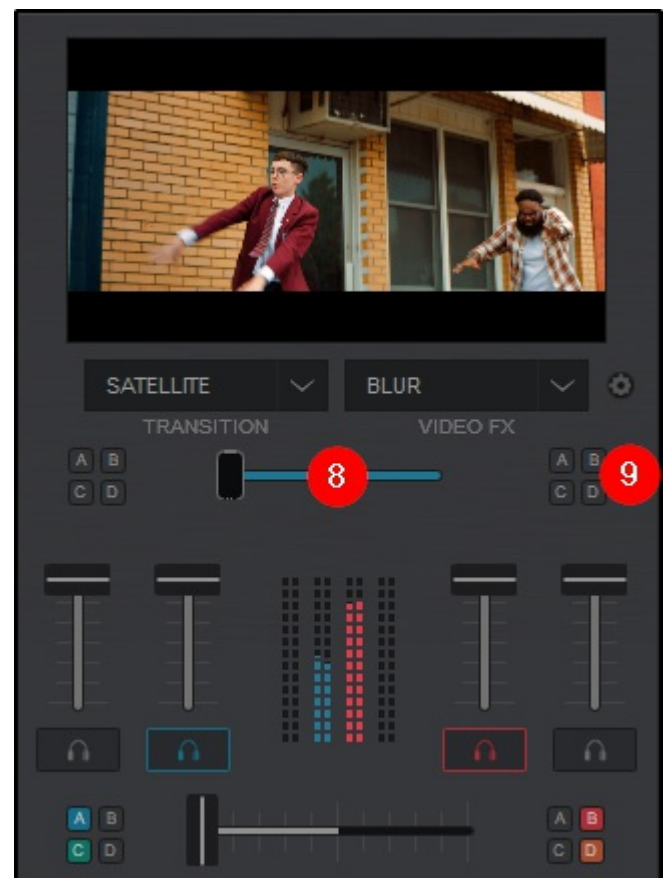 SATELLITE BLUR
TRANSITION VIDEO FX
A B A B
8 9
C D C D
A B A B
C D C D